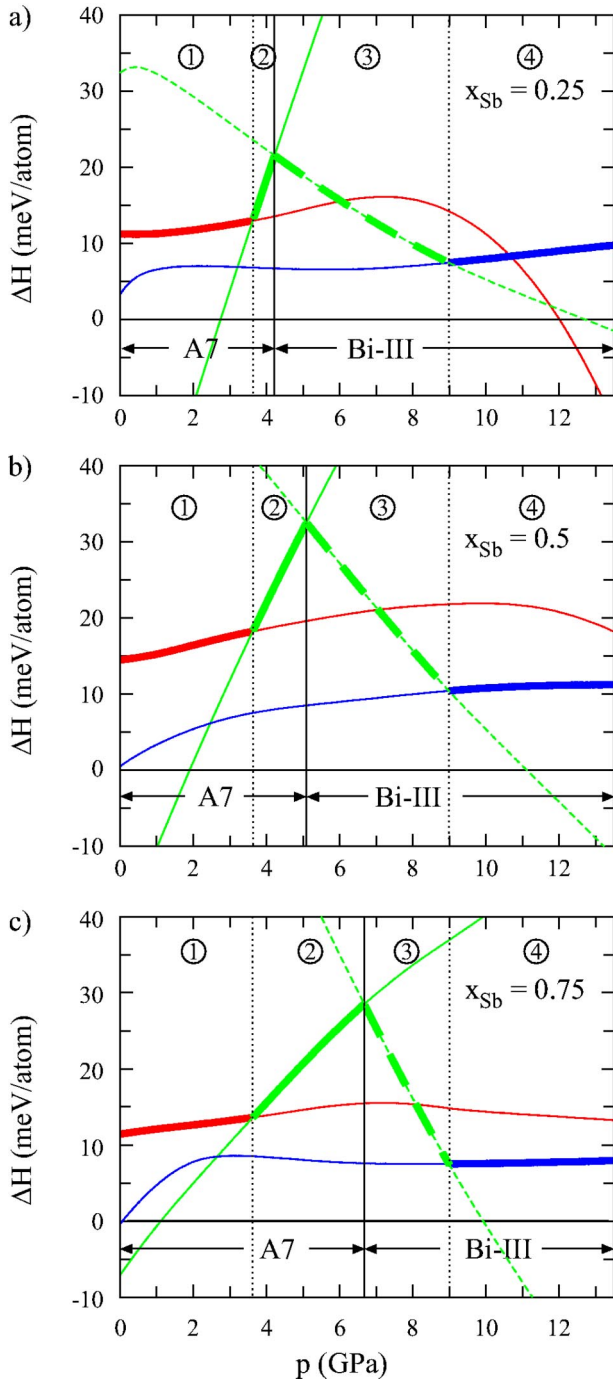 a)
40
30
20
10
0
-10
ΔH (meV/atom)
① ② ③ ④
x_Sb = 0.25
A7 Bi-III
0 2 4 6 8 10 12
b)
40
30
20
10
0
-10
ΔH (meV/atom)
① ② ③ ④
x_Sb = 0.5
A7 Bi-III
0 2 4 6 8 10 12
c)
40
30
20
10
0
-10
ΔH (meV/atom)
① ② ③ ④
x_Sb = 0.75
A7 Bi-III
0 2 4 6 8 10 12
p (GPa)